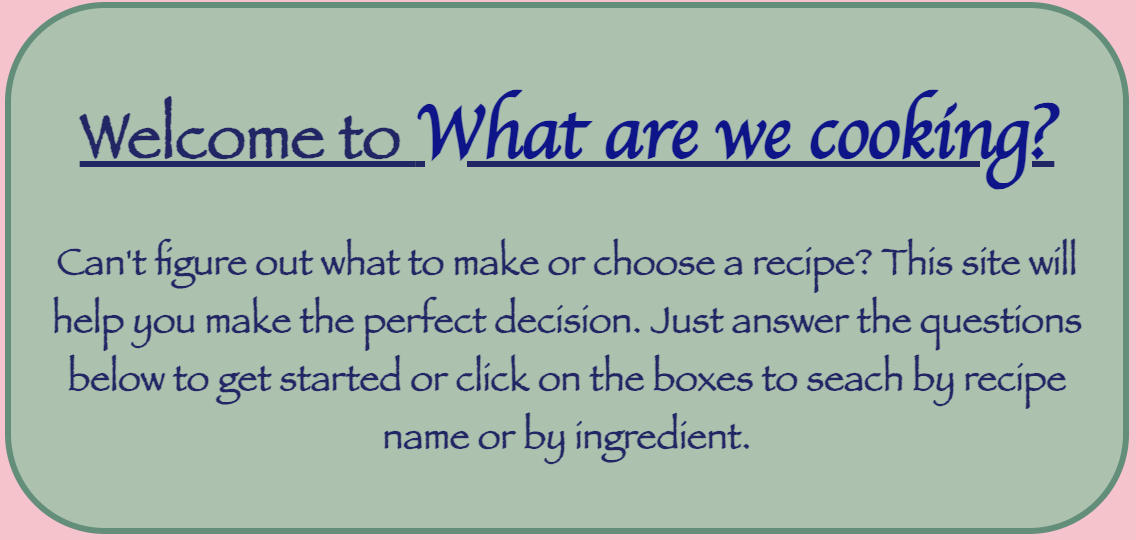 Welcome to What are we cooking?
Can't figure out what to make or choose a recipe? This site will
help you make the perfect decision. Just answer the questions
below to get started or click on the boxes to seach by recipe
name or by ingredient.